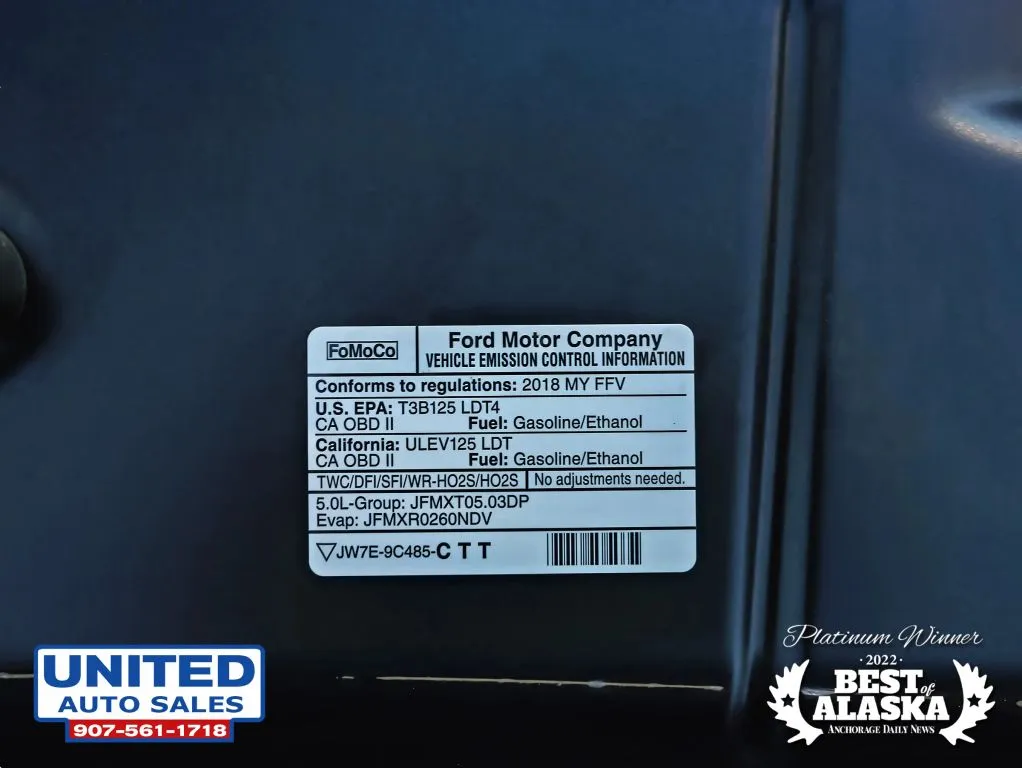 FoMoCo
Ford Motor Company
VEHICLE EMISSION CONTROL INFORMATION
Conforms to regulations: 2018 MY FFV
U.S. EPA: T3B125 LDT4
CA OBD II Fuel: Gasoline/Ethanol
California: ULEV125 LDT
CA OBD II Fuel: Gasoline/Ethanol
TWC/DFI/SFI/WR-HO2S/HO2S No adjustments needed.
5.0L-Group: JFMXT05.03DP
Evap: JFMXR0260NDV
JW7E-9C485-CTT
UNITED
AUTO SALES
907-561-1718
Platinum Winner
·2022·
BEST of
ALASKA
ANCHORAGE DAILY NEWS